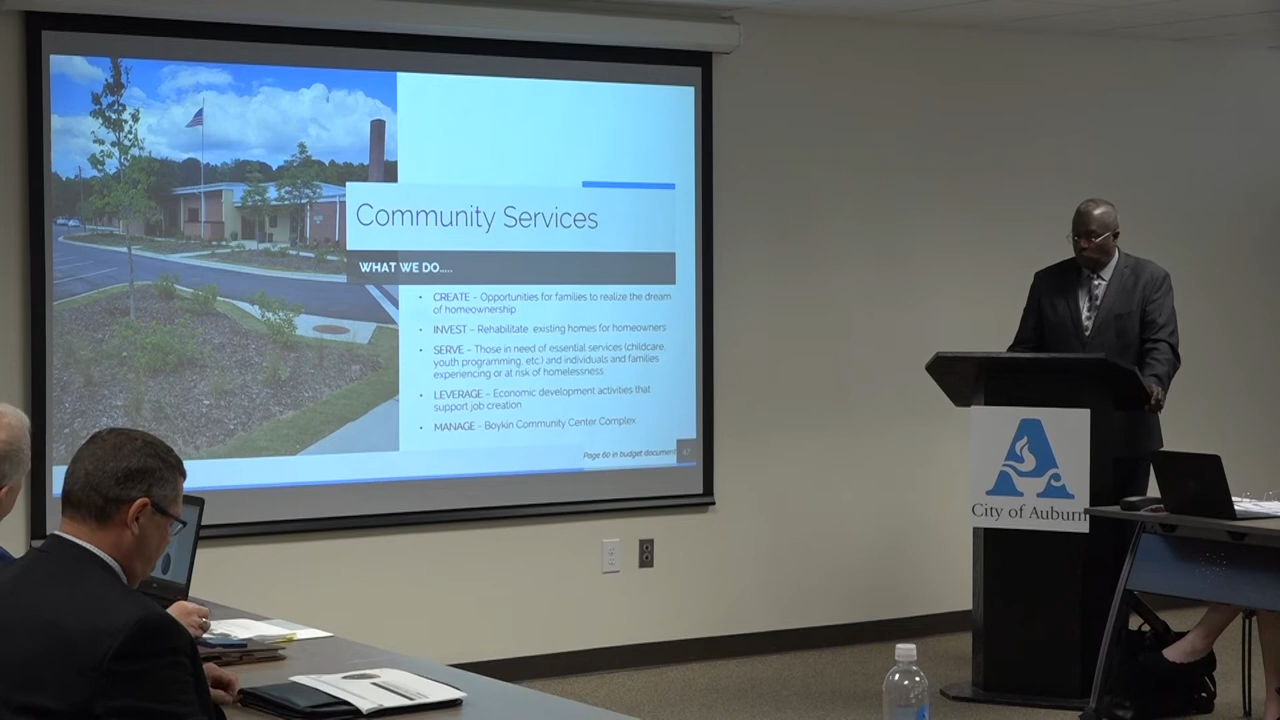 Community Services
WHAT WE DO.....
• CREATE – Opportunities for families to realize the dream
of homeownership
• INVEST – Rehabilitate existing homes for homeowners
• SERVE – Those in need of essential services (childcare,
youth programming, etc.) and individuals and families
experiencing or at risk of homelessness
• LEVERAGE – Economic development activities that
support job creation
• MANAGE – Boykin Community Center Complex
Page 60 in budget document
A
City of Auburn